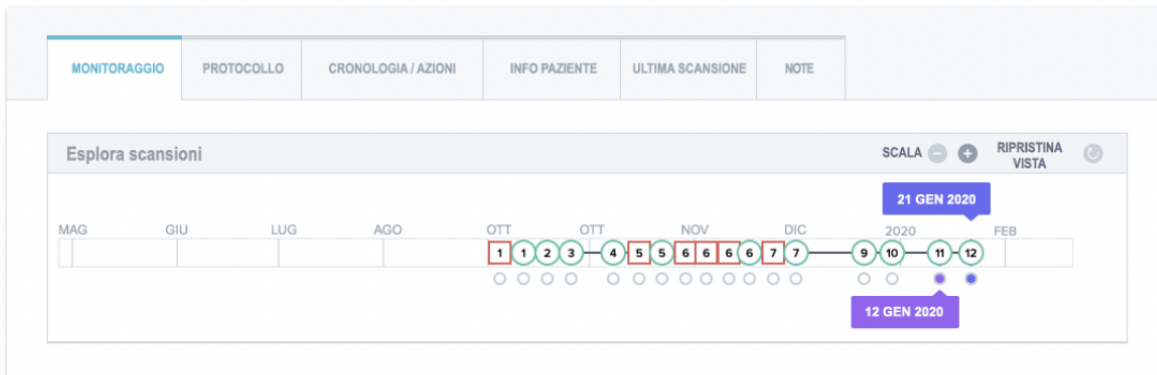 MONITORAGGIO PROTOCOLLO CRONOLOGIA / AZIONI INFO PAZIENTE ULTIMA SCANSIONE NOTE
Esplora scansioni SCALA RIPRISTINA
VISTA
21 GEN 2020
MAG GIU LUG AGO OTT OTT NOV DIC 2020 FEB
1 1 2 3 4 5 5 6 6 6 6 7 7 9 10 11 12
12 GEN 2020